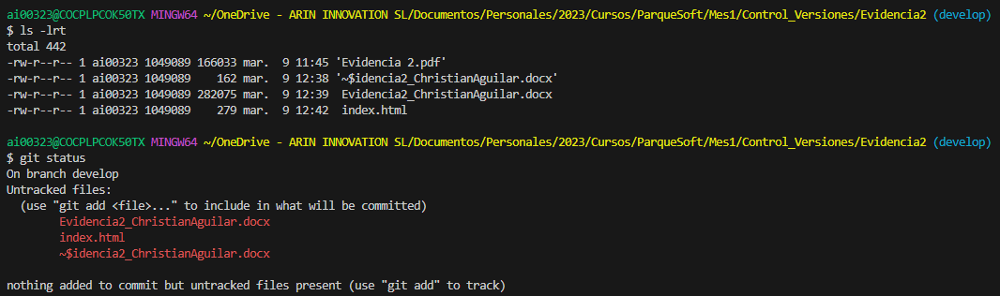 ai00323@COCPLPCOK50TX MINGW64 ~/OneDrive - ARIN INNOVATION SL/Documentos/Personales/2023/Cursos/ParqueSoft/Mes1/Control_Versiones/Evidencia2 (develop)
$ ls -lrt
total 442
-rw-r--r-- 1 ai00323 1049089 166033 mar.  9 11:45 'Evidencia 2.pdf'
-rw-r--r-- 1 ai00323 1049089    162 mar.  9 12:38 '~$idencia2_ChristianAguilar.docx'
-rw-r--r-- 1 ai00323 1049089 282075 mar.  9 12:39  Evidencia2_ChristianAguilar.docx
-rw-r--r-- 1 ai00323 1049089    279 mar.  9 12:42  index.html
ai00323@COCPLPCOK50TX MINGW64 ~/OneDrive - ARIN INNOVATION SL/Documentos/Personales/2023/Cursos/ParqueSoft/Mes1/Control_Versiones/Evidencia2 (develop)
$ git status
On branch develop
Untracked files:
  (use "git add <file>..." to include in what will be committed)
        Evidencia2_ChristianAguilar.docx
        index.html
        ~$idencia2_ChristianAguilar.docx
nothing added to commit but untracked files present (use "git add" to track)